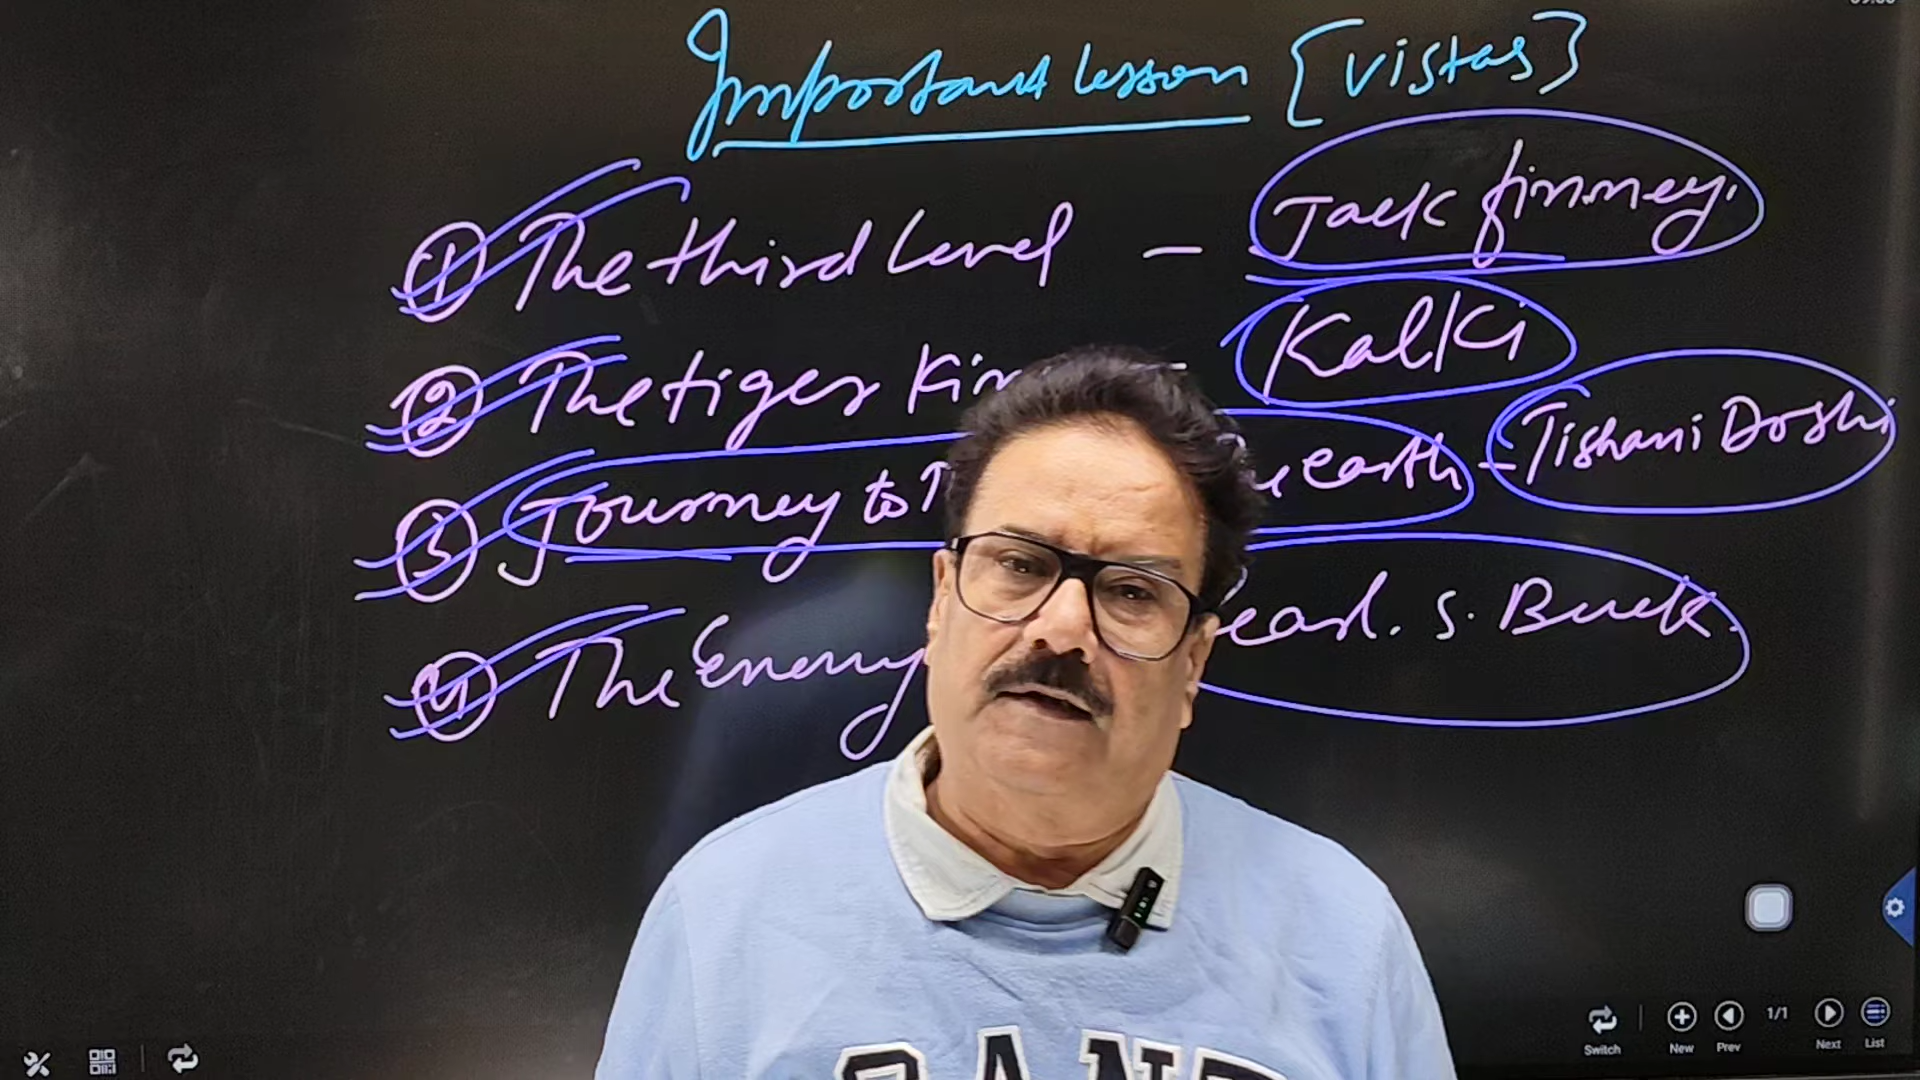 Important lesson [Vistas]
① The third level - Jack finney.
② The tiger Kin - Kalki
③ Journey to earth - Tishani Doshi
④ The Enemy earl. S. Buck.
SAND
Switch New Prev 1/1 Next List